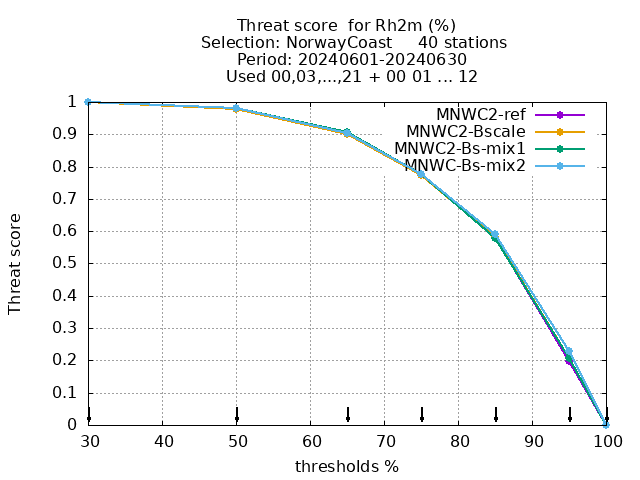 Threat score  for Rh2m (%)
Selection: NorwayCoast     40 stations
Period: 20240601-20240630
Used 00,03,...,21 + 00 01 ... 12
MNWC2-ref
MNWC2-Bscale
MNWC2-Bs-mix1
MNWC-Bs-mix2
Threat score
1
0.9
0.8
0.7
0.6
0.5
0.4
0.3
0.2
0.1
0
30 40 50 60 70 80 90 100
thresholds %